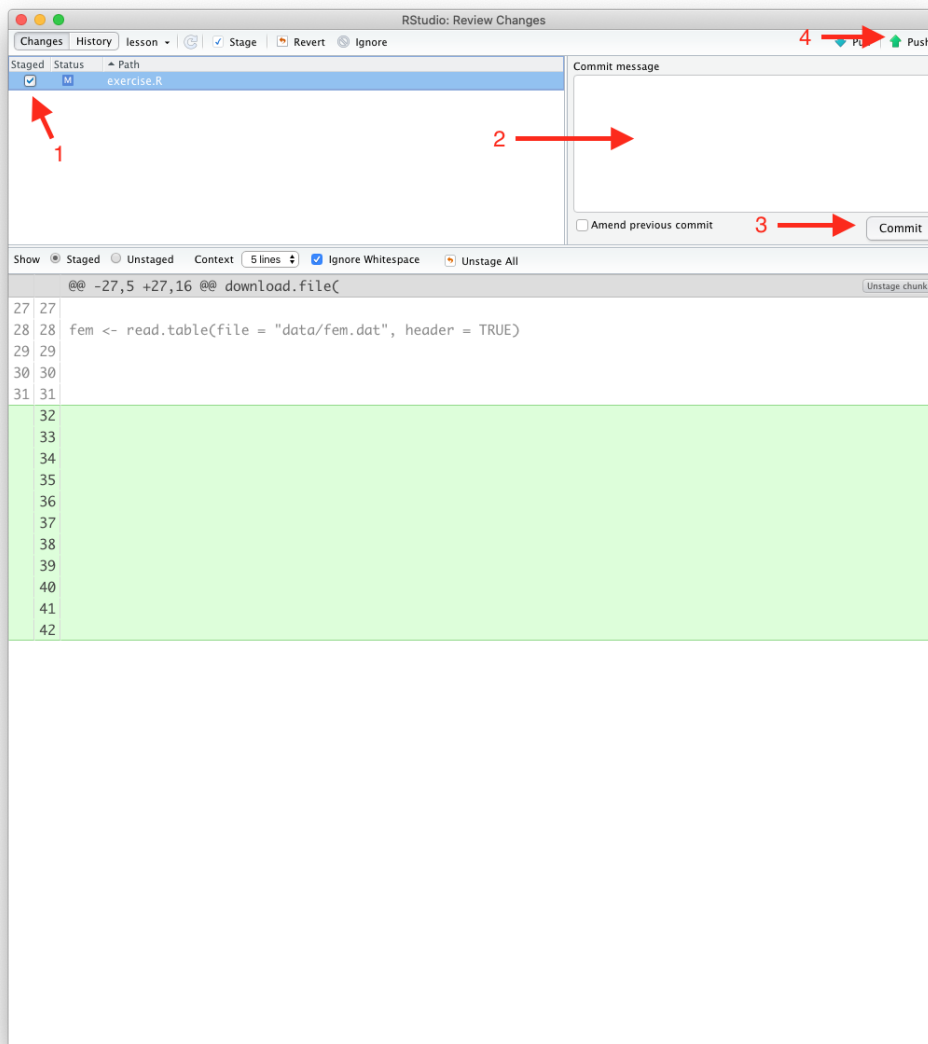 RStudio: Review Changes
Changes History lesson Stage Revert Ignore 4 Push
Staged Status Path
M exercise.R
1
Commit message
2
Amend previous commit 3 Commit
Show Staged Unstaged Context 5 lines Ignore Whitespace Unstage All
@@ -27,5 +27,16 @@ download.file( Unstage chunk
27 27
28 28 fem <- read.table(file = "data/fem.dat", header = TRUE)
29 29
30 30
31 31
32
33
34
35
36
37
38
39
40
41
42